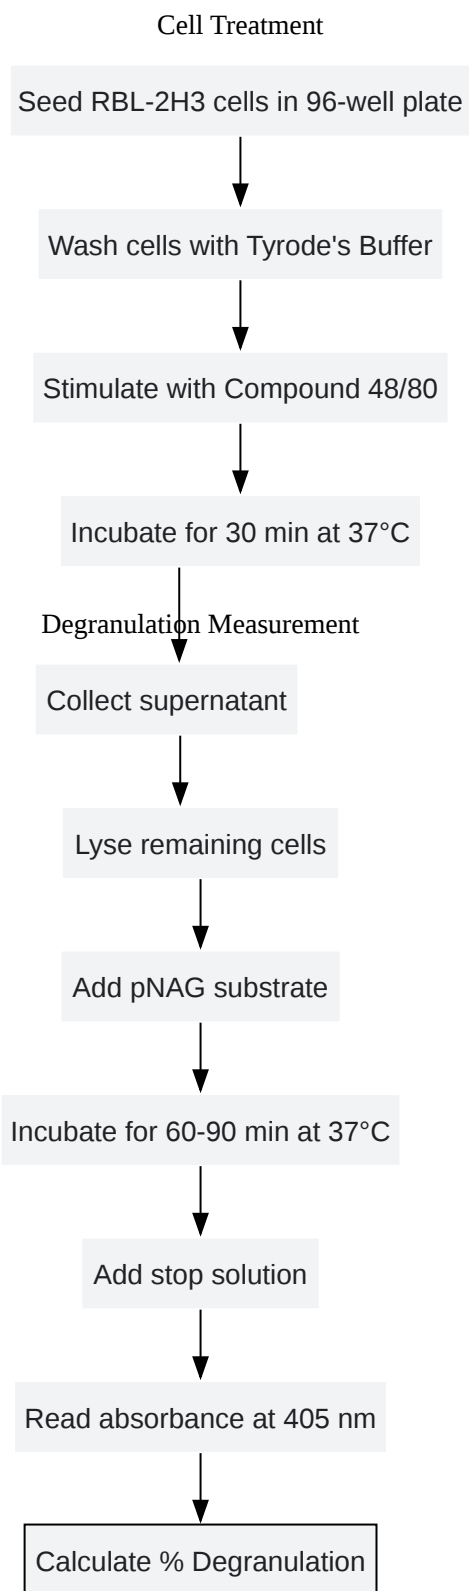 Cell Treatment
Seed RBL-2H3 cells in 96-well plate
Wash cells with Tyrode's Buffer
Stimulate with Compound 48/80
Incubate for 30 min at 37°C
Degranulation Measurement
Collect supernatant
Lyse remaining cells
Add pNAG substrate
Incubate for 60-90 min at 37°C
Add stop solution
Read absorbance at 405 nm
Calculate % Degranulation